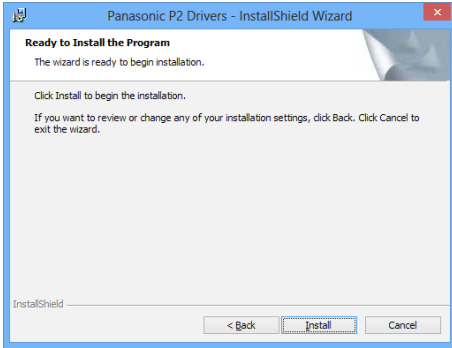 Panasonic P2 Drivers - InstallShield Wizard
Ready to Install the Program
The wizard is ready to begin installation.
Click Install to begin the installation.
If you want to review or change any of your installation settings, click Back. Click Cancel to
exit the wizard.
InstallShield
< Back
Install
Cancel